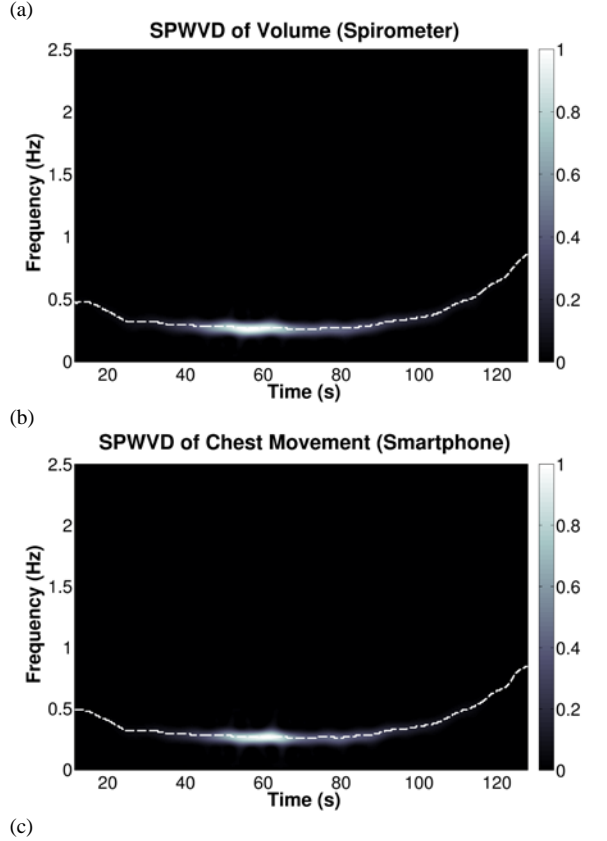 (a)
SPWVD of Volume (Spirometer)
2.5
2
1.5
1
0.5
0
Frequency (Hz)
20 40 60 80 100 120
Time (s)
1
0.8
0.6
0.4
0.2
0
(b)
SPWVD of Chest Movement (Smartphone)
2.5
2
1.5
1
0.5
0
Frequency (Hz)
20 40 60 80 100 120
Time (s)
1
0.8
0.6
0.4
0.2
0
(c)